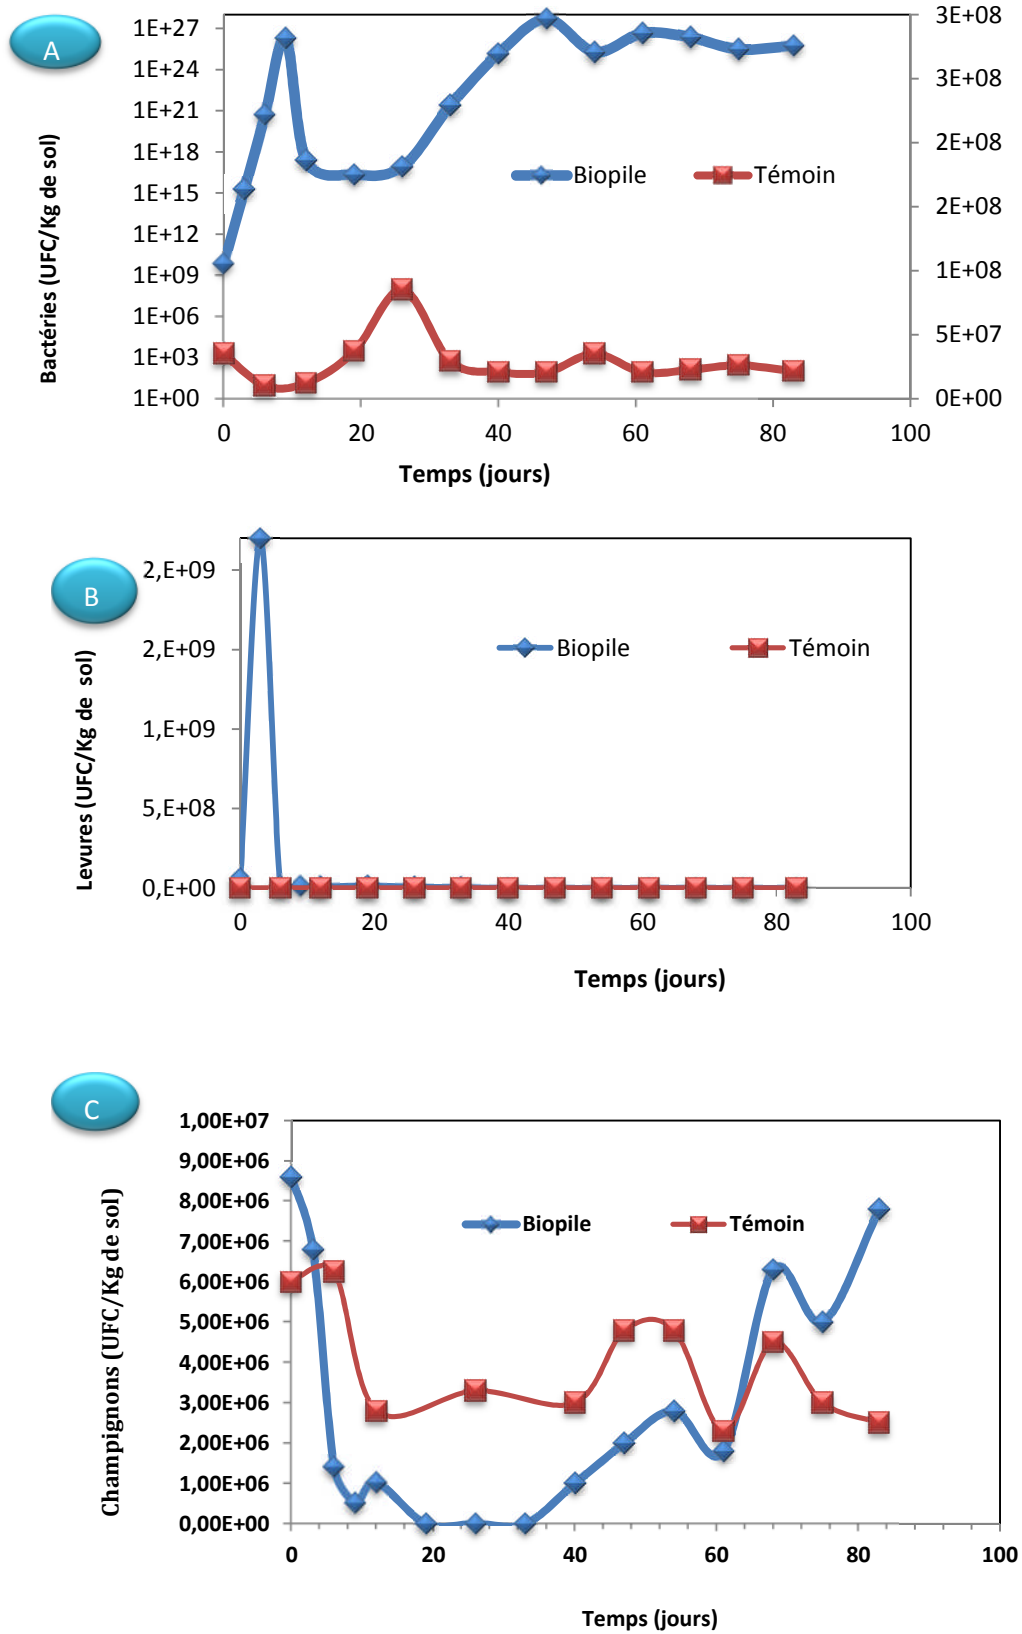 A
1E+27
1E+24
1E+21
1E+18
1E+15
1E+12
1E+09
1E+06
1E+03
1E+00
3E+08
3E+08
2E+08
2E+08
1E+08
5E+07
0E+00
Bactéries (UFC/Kg de sol)
Biopile
Témoin
0 20 40 60 80 100
Temps (jours)
B
2,E+09
2,E+09
1,E+09
5,E+08
0,E+00
Levures (UFC/Kg de sol)
Biopile
Témoin
0 20 40 60 80 100
Temps (jours)
C
1,00E+07
9,00E+06
8,00E+06
7,00E+06
6,00E+06
5,00E+06
4,00E+06
3,00E+06
2,00E+06
1,00E+06
0,00E+00
Champignons (UFC/Kg de sol)
Biopile
Témoin
0 20 40 60 80 100
Temps (jours)